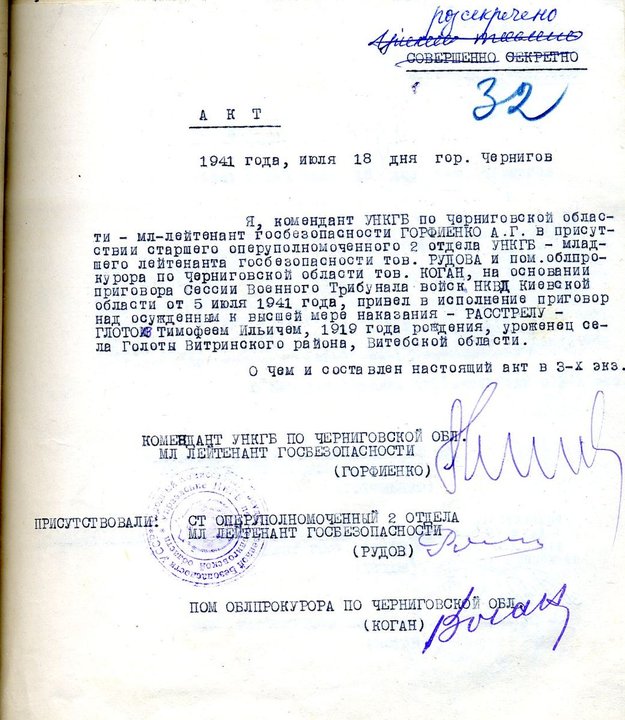 розсекречено
СОВЕРШЕННО СЕКРЕТНО
32
А К Т
1941 года, июля 18 дня гор. Чернигов
Я, комендант УНКГБ по Черниговской облас-
ти - мл-лейтенант госбезопасности ГОРФИЕНКО А.Г. в присут-
ствии старшего оперуполномоченного 2 отдела УНКГБ - млад-
шего лейтенанта госбезопасности тов. РУДОВА и пом.облпро-
курора по Черниговской области тов. КОГАН, на основании
приговора Сессии Военного Трибунала войск НКВД Киевской
области от 5 июля 1941 года, привел в исполнение приговор
над осужденным к высшей мере наказания - РАССТРЕЛУ -
Тимофеем Ильичем, 1919 года рождения, уроженец се-
ла Голоты Витринского района, Витебской области.
О чем и составлен настоящий акт в 3-х экз.
КОМЕНДАНТ УНКГБ ПО ЧЕРНИГОВСКОЙ ОБЛ.
МЛ ЛЕЙТЕНАНТ ГОСБЕЗОПАСНОСТИ
(ГОРФИЕНКО)
ПРИСУТСТВОВАЛИ: СТ ОПЕРУПОЛНОМОЧЕННЫЙ 2 ОТДЕЛА
МЛ ЛЕЙТЕНАНТ ГОСБЕЗОПАСНОСТИ
(РУДОВ)
ПОМ ОБЛПРОКУРОРА ПО ЧЕРНИГОВСКОЙ ОБЛ.
(КОГАН) Коган